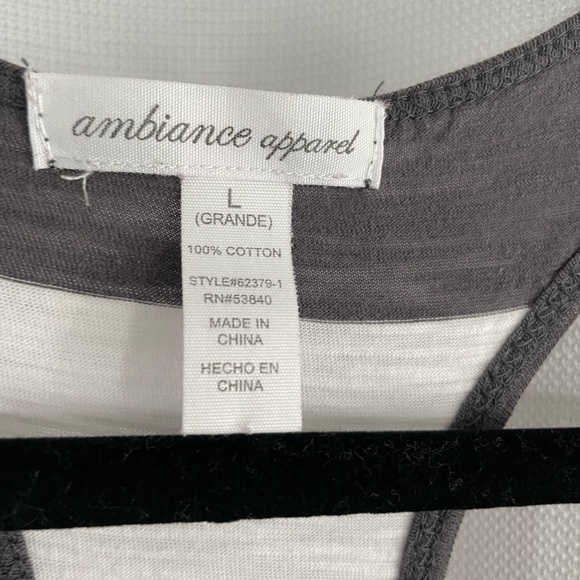 ambiance apparel
L
(GRANDE)
100% COTTON
STYLE#62379-1
RN#53840
MADE IN
CHINA
HECHO EN
CHINA